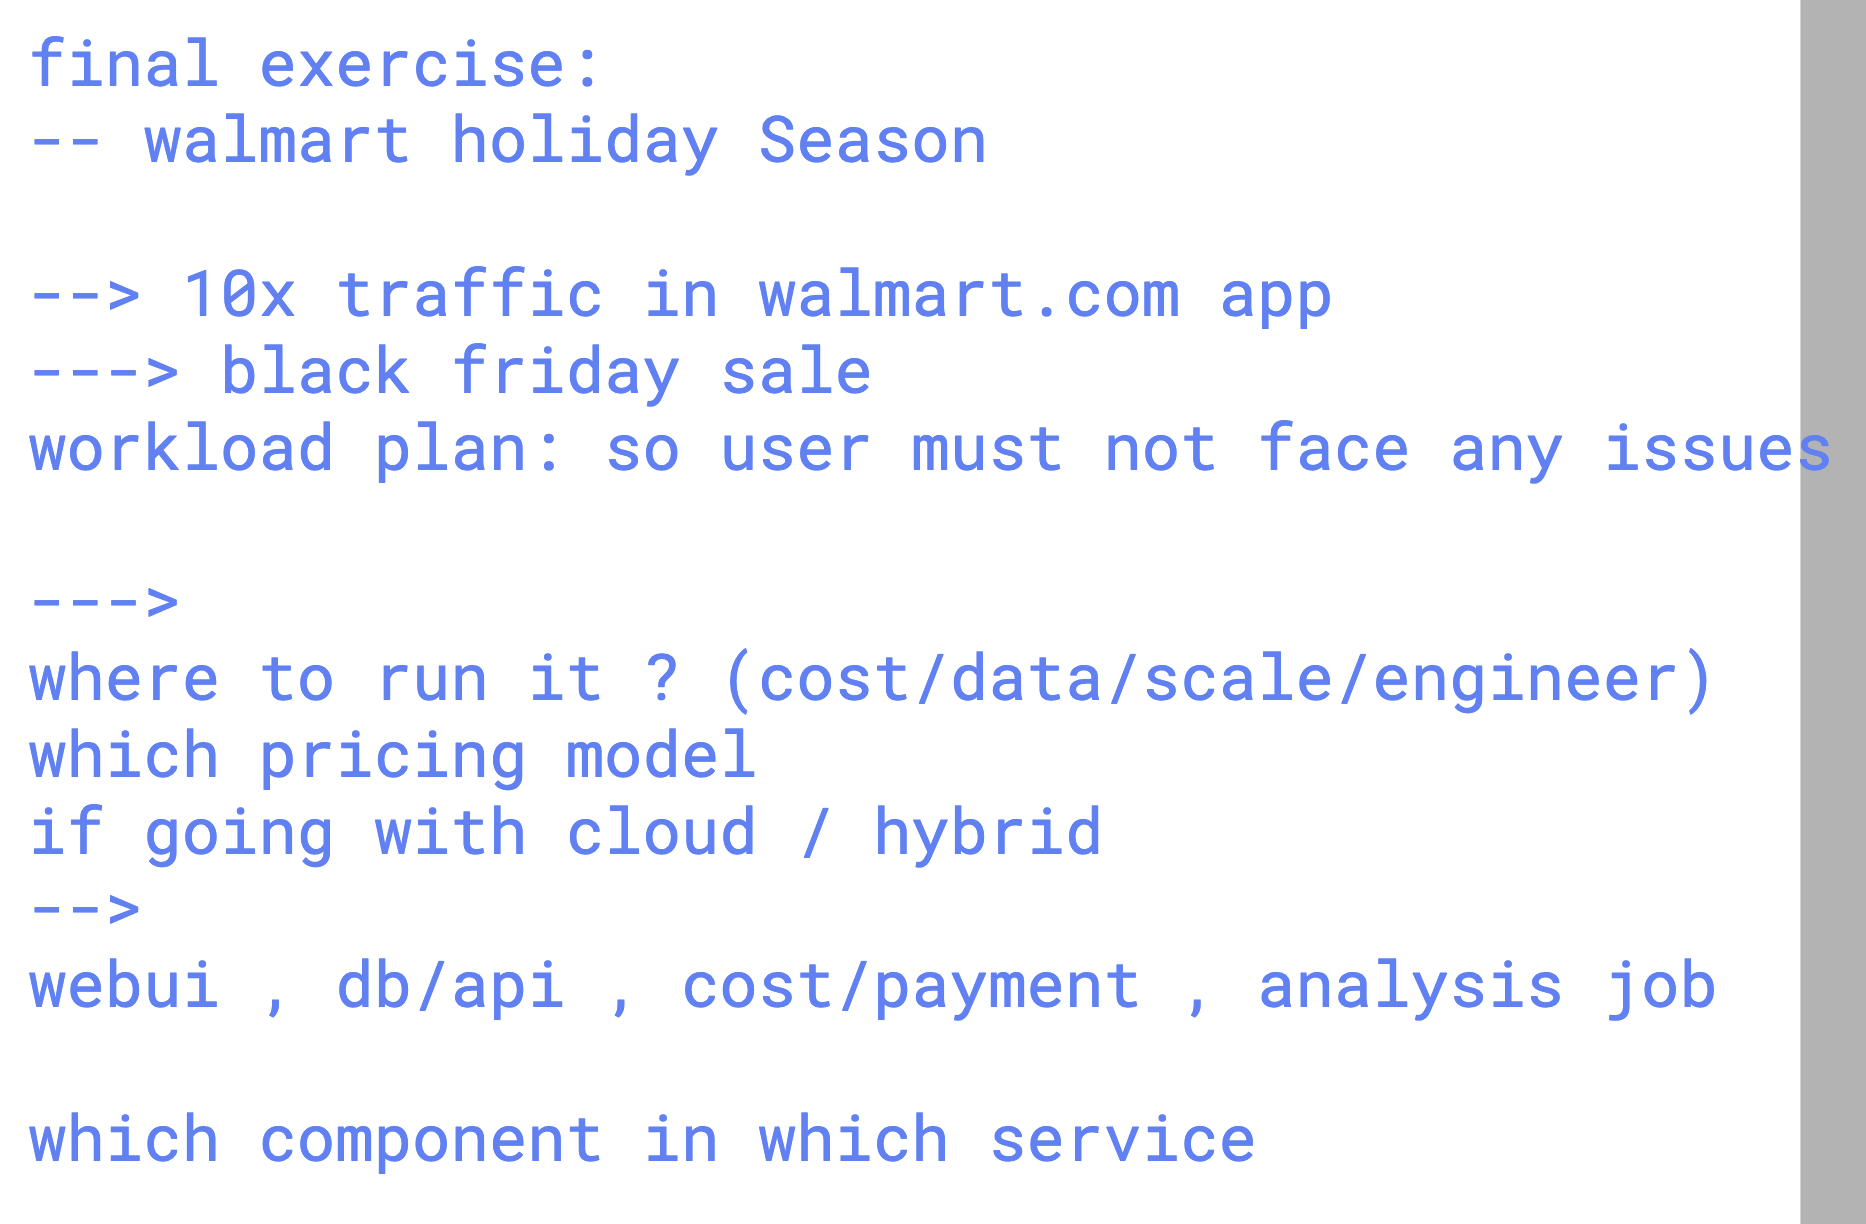 final exercise:
-- walmart holiday Season
--> 10x traffic in walmart.com app
---> black friday sale
workload plan: so user must not face any issues
--->
where to run it ? (cost/data/scale/engineer)
which pricing model
if going with cloud / hybrid
-->
webui , db/api , cost/payment , analysis job
which component in which service